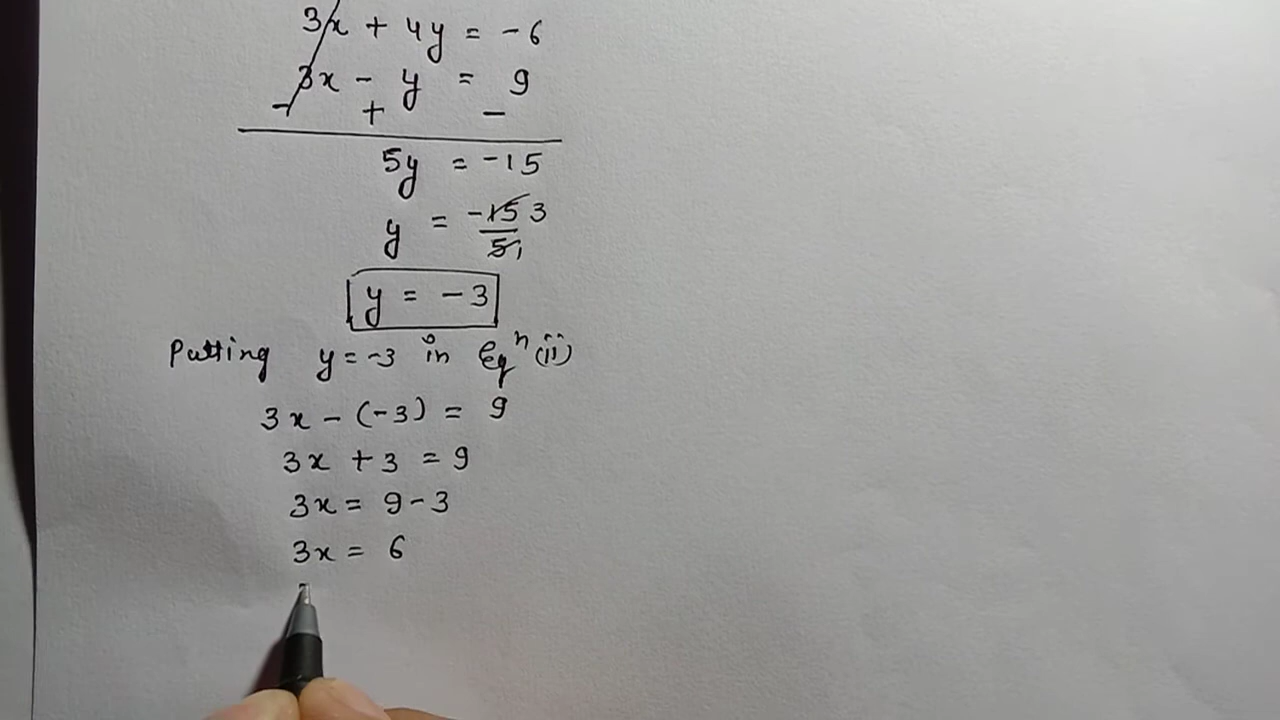 3x + 4y = -6
3x - y = 9
- + -
5y = -15
y = -15/5 3 1
y = -3
Putting y = -3 in Eqⁿ (ii)
3x - (-3) = 9
3x + 3 = 9
3x = 9 - 3
3x = 6